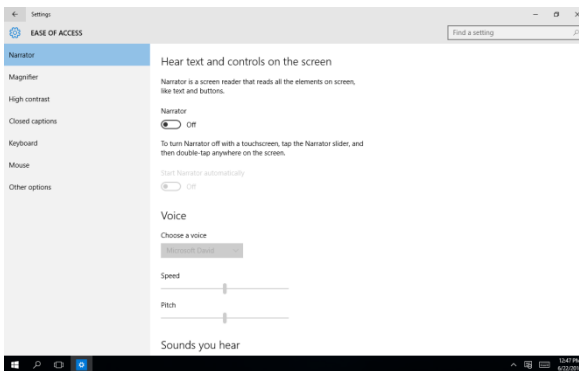 Settings
EASE OF ACCESS
Find a setting
Narrator
Magnifier
High contrast
Closed captions
Keyboard
Mouse
Other options
Hear text and controls on the screen
Narrator is a screen reader that reads all the elements on screen,
like text and buttons.
Narrator
Off
To turn Narrator off with a touchscreen, tap the Narrator slider, and
then double-tap anywhere on the screen.
Start Narrator automatically
Off
Voice
Choose a voice
Microsoft David
Speed
Pitch
Sounds you hear
12:47 PM